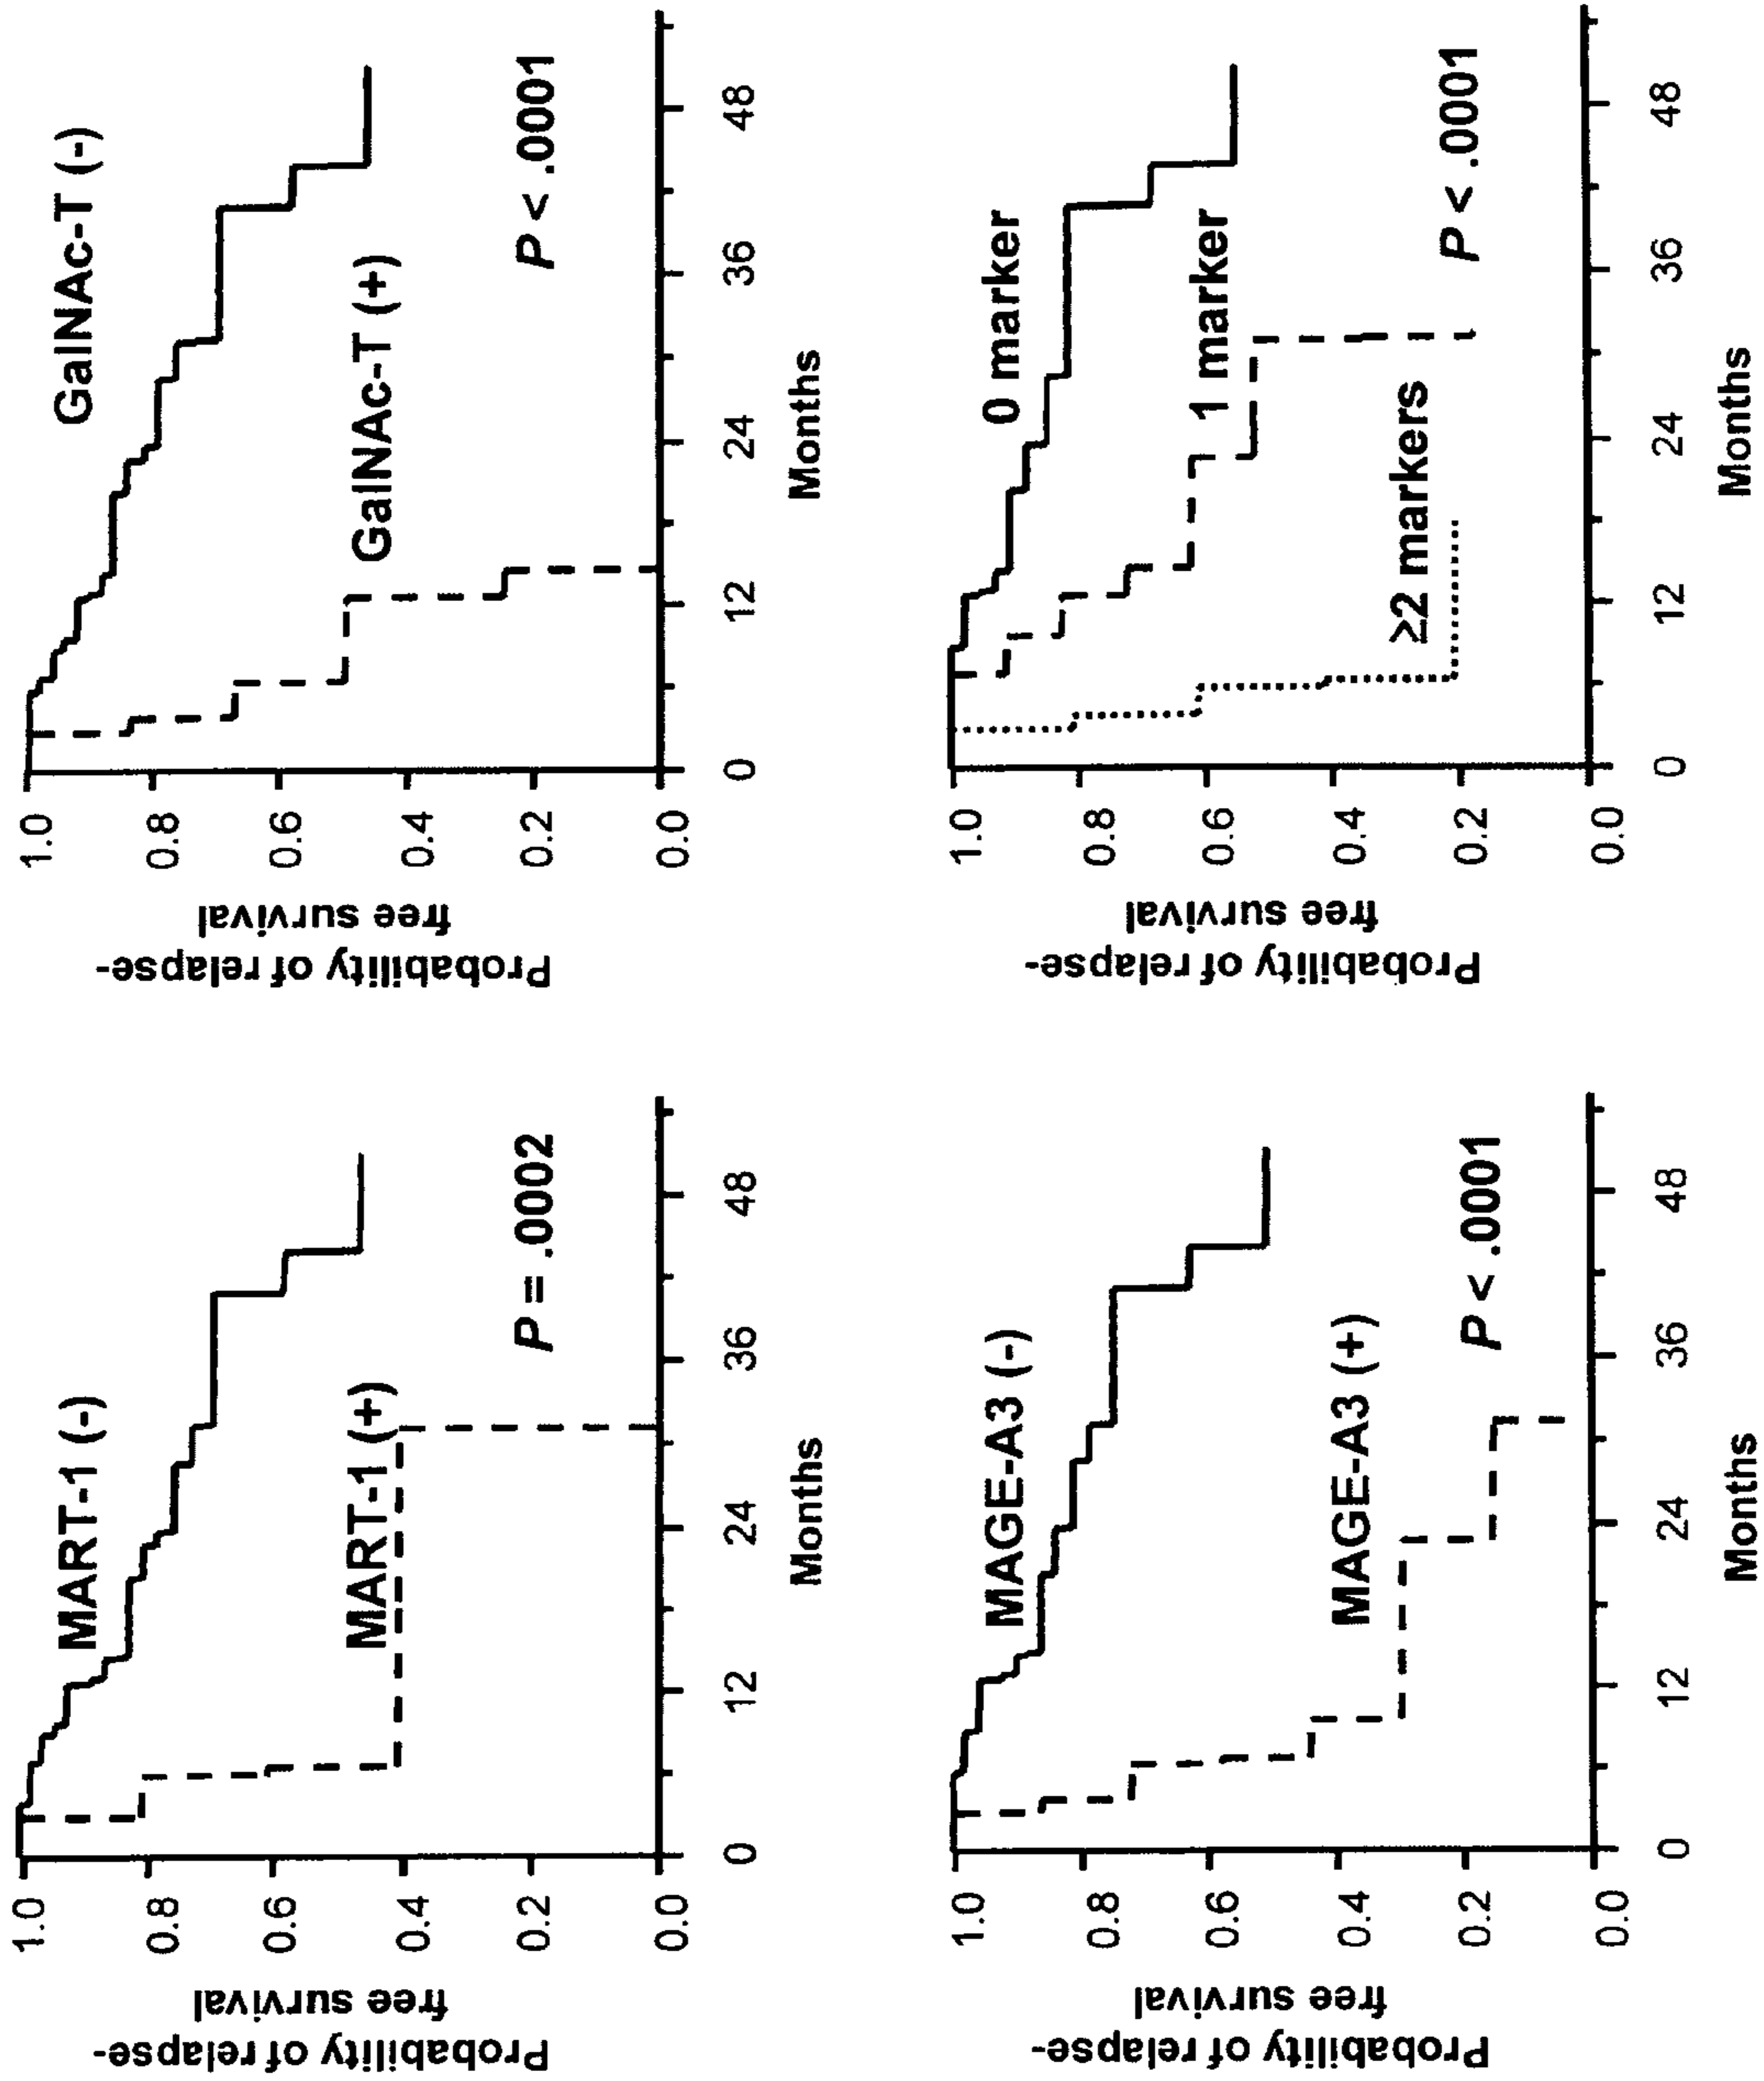 Probability of relapse-
free survival
1.0
0.8
0.6
0.4
0.2
0.0
MART-1 (-)
MART-1 (+)
P = .0002
0
12
24
36
48
Months
Probability of relapse-
free survival
1.0
0.8
0.6
0.4
0.2
0.0
GalNAc-T (-)
GalNAc-T (+)
P < .0001
0
12
24
36
48
Months
Probability of relapse-
free survival
1.0
0.8
0.6
0.4
0.2
0.0
MAGE-A3 (-)
MAGE-A3 (+)
P < .0001
0
12
24
36
48
Months
Probability of relapse-
free survival
1.0
0.8
0.6
0.4
0.2
0.0
0 marker
1 marker
≥2 markers
P < .0001
0
12
24
36
48
Months